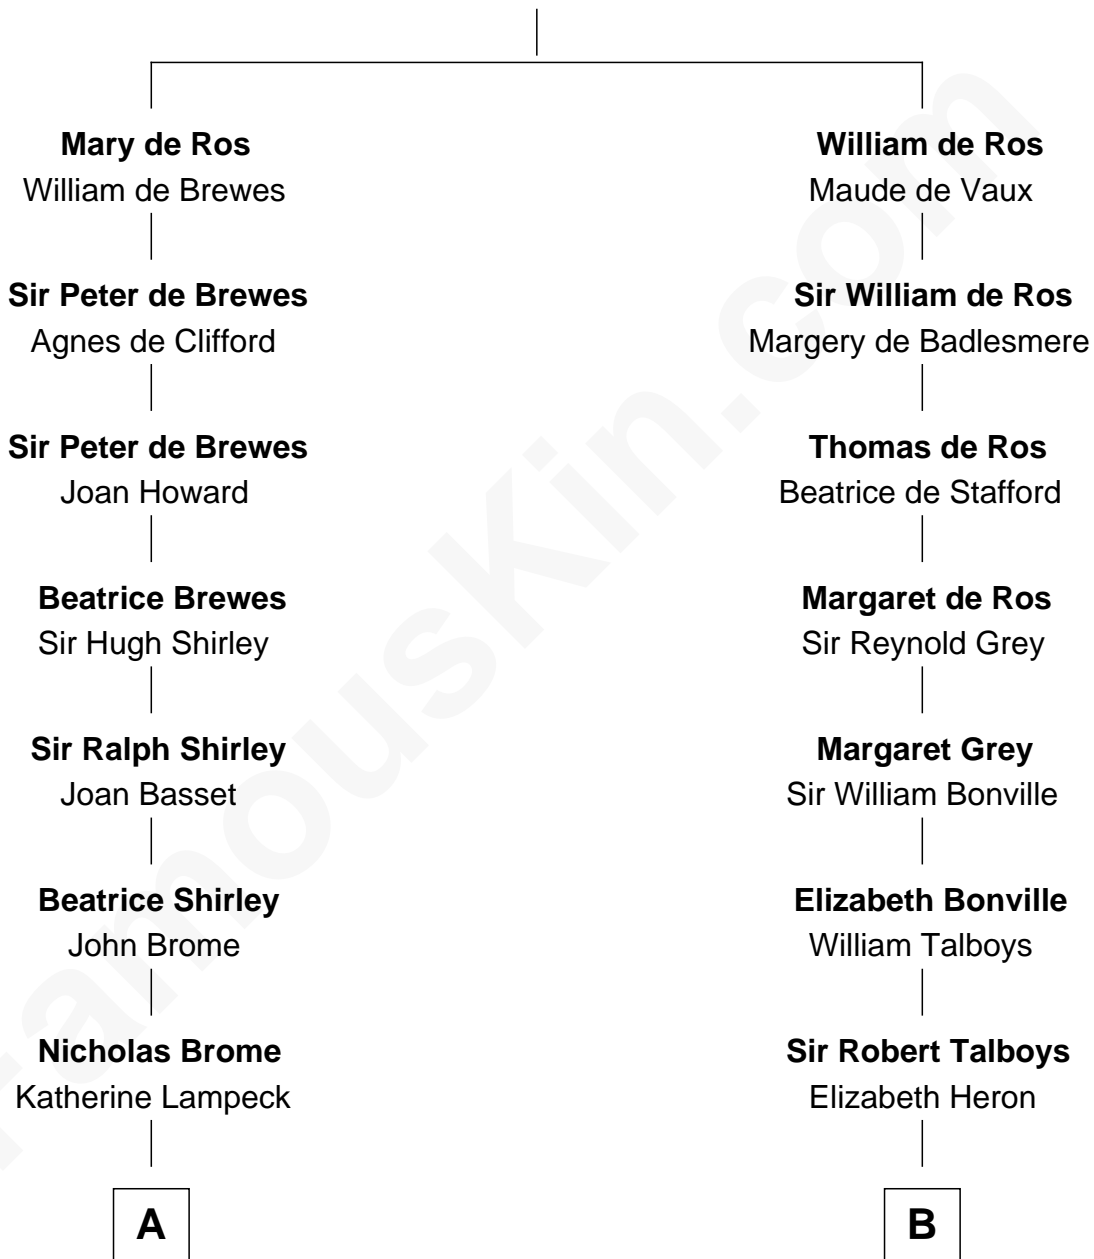 Mary de Ros
William de Brewes
Sir Peter de Brewes
Agnes de Clifford
Sir Peter de Brewes
Joan Howard
Beatrice Brewes
Sir Hugh Shirley
Sir Ralph Shirley
Joan Basset
Beatrice Shirley
John Brome
Nicholas Brome
Katherine Lampeck
A
William de Ros
Maude de Vaux
Sir William de Ros
Margery de Badlesmere
Thomas de Ros
Beatrice de Stafford
Margaret de Ros
Sir Reynold Grey
Margaret Grey
Sir William Bonville
Elizabeth Bonville
William Talboys
Sir Robert Talboys
Elizabeth Heron
B
FamousKin.com